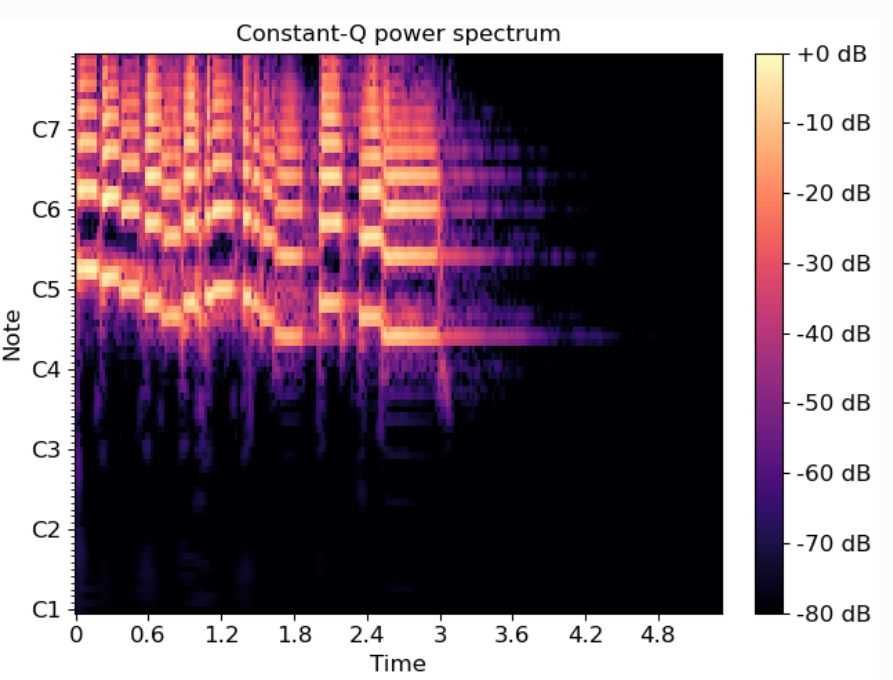 Constant-Q power spectrum
Note
C7
C6
C5
C4
C3
C2
C1
0 0.6 1.2 1.8 2.4 3 3.6 4.2 4.8
Time
+0 dB
-10 dB
-20 dB
-30 dB
-40 dB
-50 dB
-60 dB
-70 dB
-80 dB